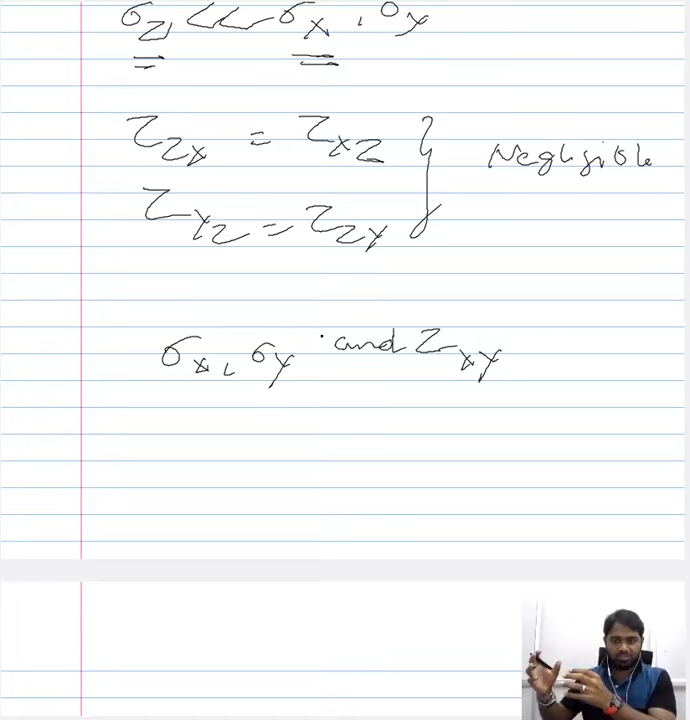 σz << σx, σy
τzx = τxz } Negligible
τyz = τzy
σx, σy and τxy